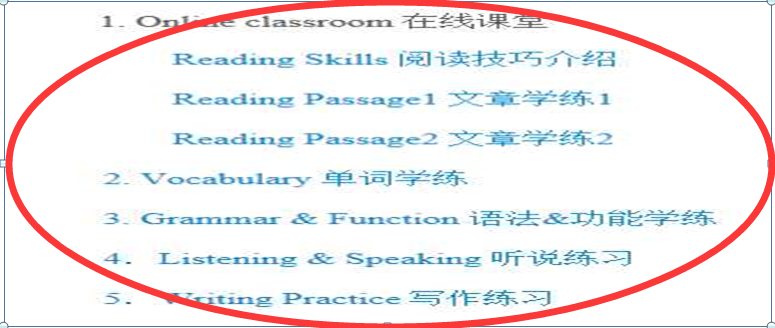 1. Online classroom 在线课堂
Reading Skills 阅读技巧介绍
Reading Passage1 文章学练1
Reading Passage2 文章学练2
2. Vocabulary 单词学练
3. Grammar & Function 语法&功能学练
4. Listening & Speaking 听说练习
5. Writing Practice 写作练习